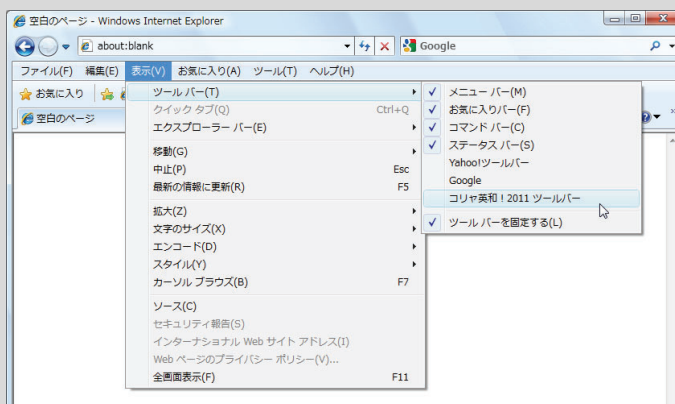 空白のページ - Windows Internet Explorer
about:blank
Google
ファイル(F) 編集(E) 表示(V) お気に入り(A) ツール(T) ヘルプ(H)
お気に入り
空白のページ
ツール バー(T)
クイック タブ(Q) Ctrl+Q
エクスプローラー バー(E)
移動(G)
中止(P) Esc
最新の情報に更新(R) F5
拡大(Z)
文字のサイズ(X)
エンコード(D)
スタイル(Y)
カーソル ブラウズ(B) F7
ソース(C)
セキュリティ報告(S)
インターナショナル Web サイト アドレス(I)
Web ページのプライバシー ポリシー(V)...
全画面表示(F) F11
メニュー バー(M)
お気に入りバー(F)
コマンド バー(C)
ステータス バー(S)
Yahoo!ツールバー
Google
コリャ英和！2011 ツールバー
ツール バーを固定する(L)